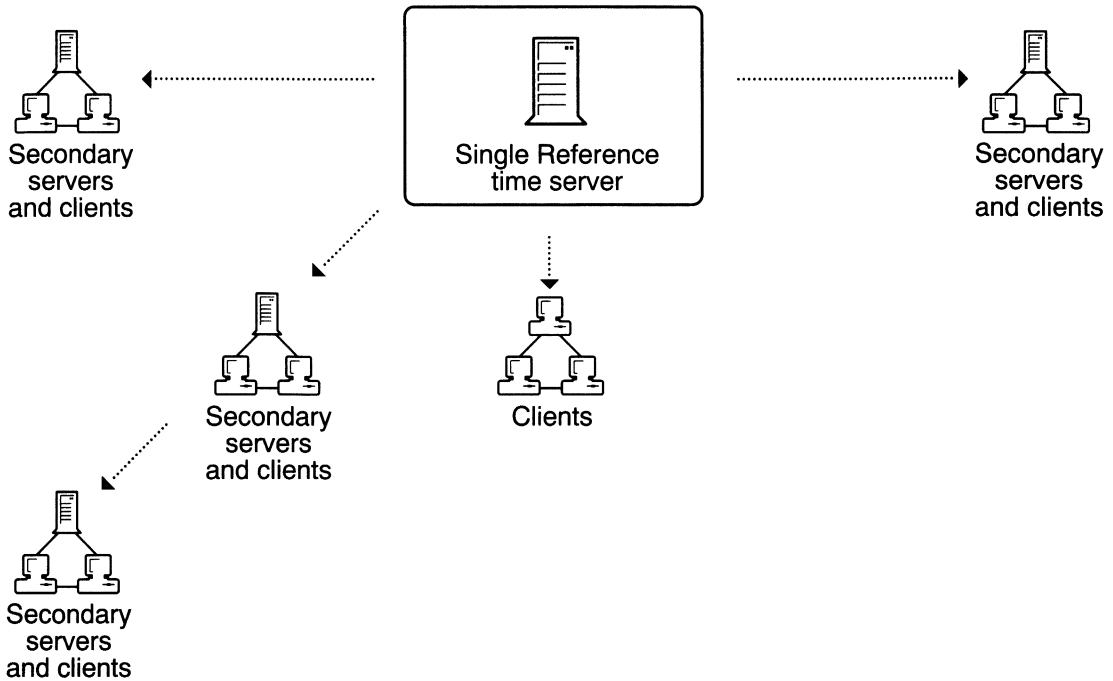 Single Reference
time server
Secondary
servers
and clients
Secondary
servers
and clients
Secondary
servers
and clients
Clients
Secondary
servers
and clients